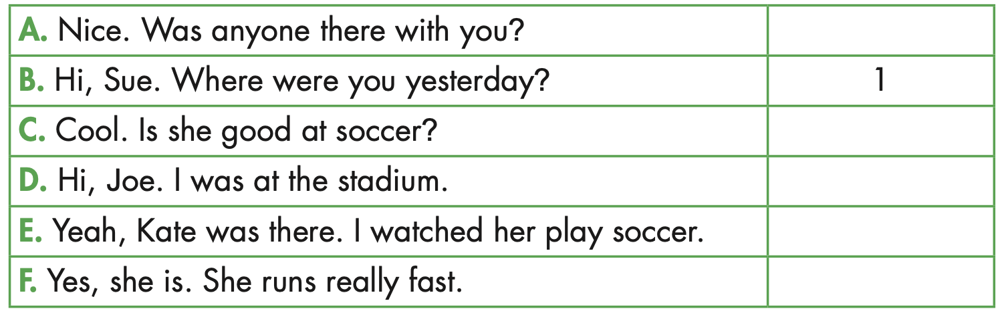 A. Nice. Was anyone there with you?
B. Hi, Sue. Where were you yesterday? 1
C. Cool. Is she good at soccer?
D. Hi, Joe. I was at the stadium.
E. Yeah, Kate was there. I watched her play soccer.
F. Yes, she is. She runs really fast.